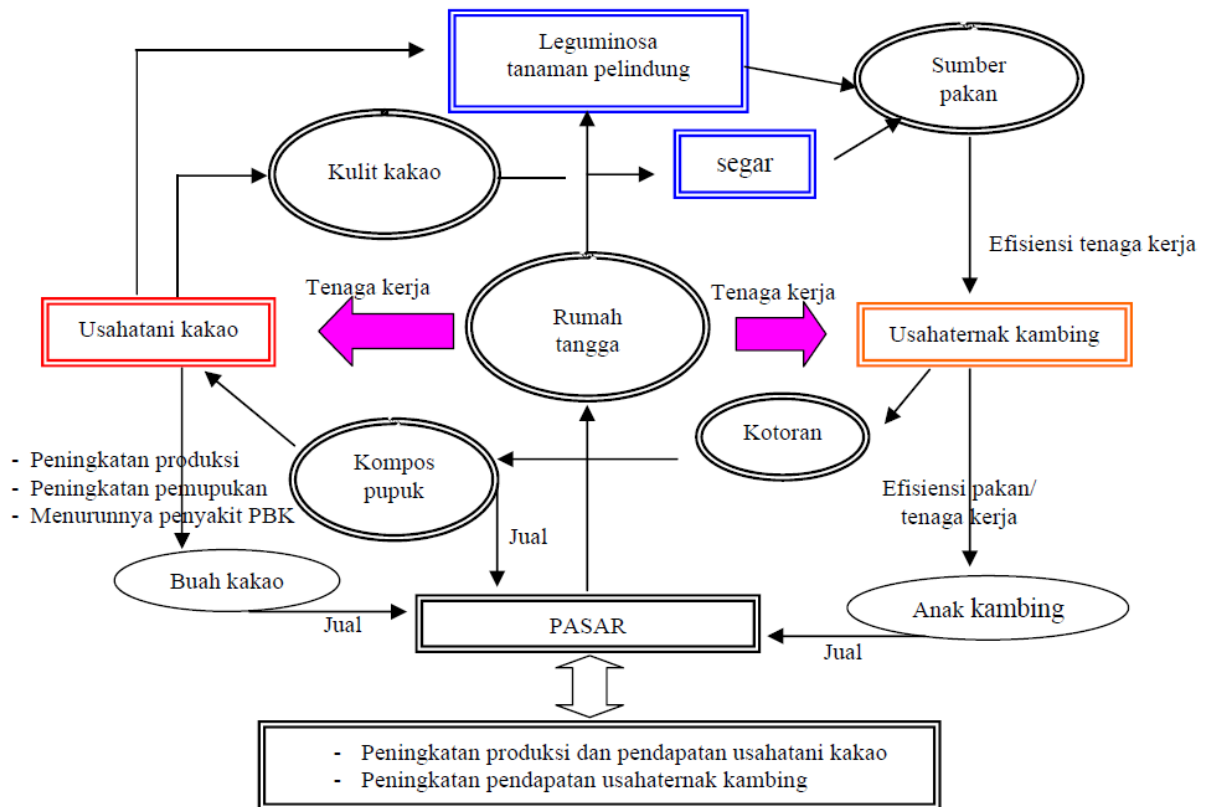 Leguminosa
tanaman pelindung
Sumber
pakan
Kulit kakao
segar
Efisiensi tenaga kerja
Tenaga kerja
Tenaga kerja
Usahatani kakao
Rumah
tangga
Usahaternak kambing
Kotoran
Kompos
pupuk
- Peningkatan produksi
- Peningkatan pemupukan
- Menurunnya penyakit PBK
Efisiensi pakan/
tenaga kerja
Jual
Buah kakao
Anak kambing
Jual
PASAR
Jual
- Peningkatan produksi dan pendapatan usahatani kakao
- Peningkatan pendapatan usahaternak kambing